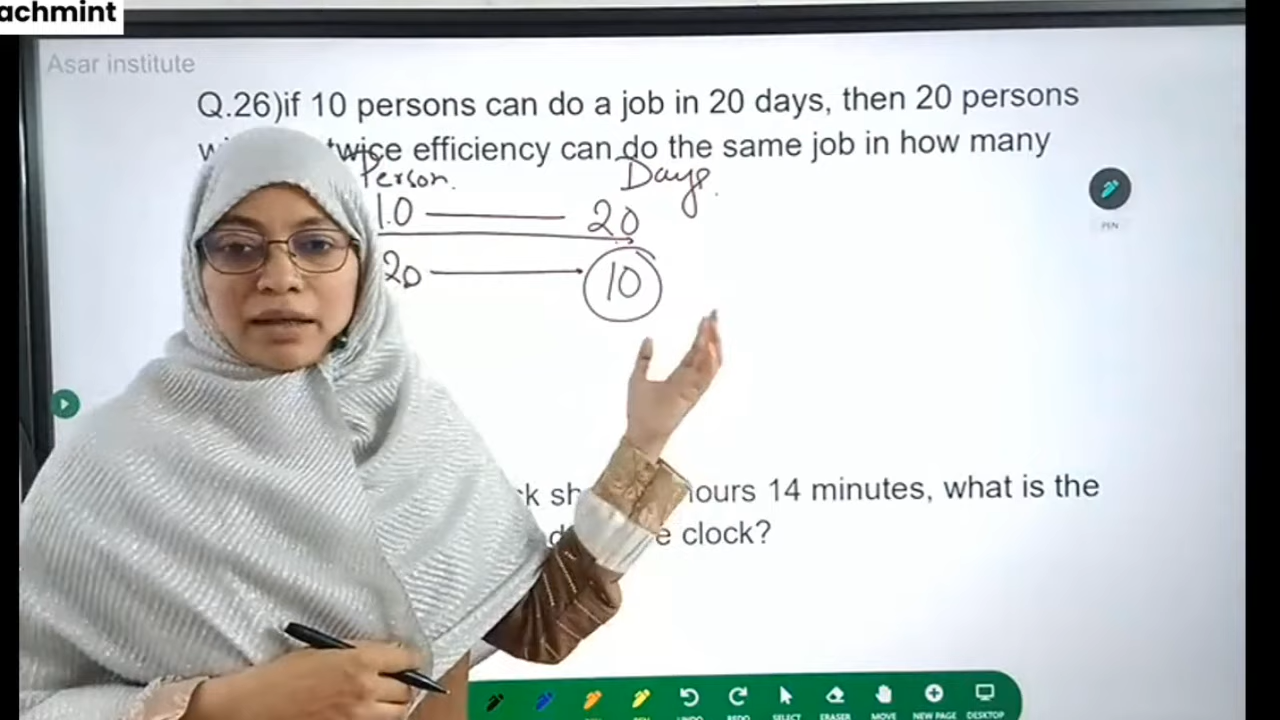 achmint
Asar institute
Q.26)if 10 persons can do a job in 20 days, then 20 persons
twice efficiency can do the same job in how many
Person. Days.
10 20
20 10
hours 14 minutes, what is the
clock?
PEN
SELECT ERASER MOVE NEW PAGE DESKTOP